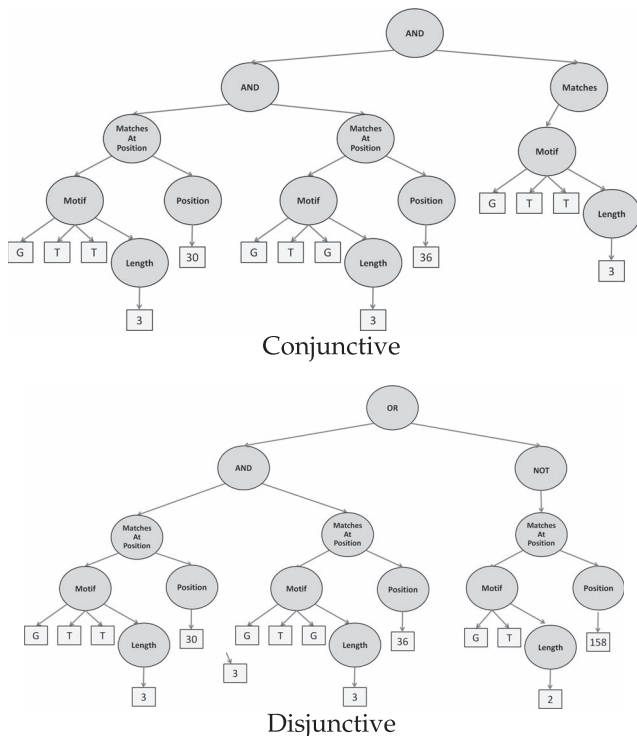 AND
AND
Matches
Matches
At
Position
Matches
At
Position
Motif
Motif
Position
Motif
Position
G T T
Length
G T T
Length
30
G T G
Length
36
3
3
3
Conjunctive
OR
AND
NOT
Matches
At
Position
Matches
At
Position
Matches
At
Position
Motif
Position
Motif
Position
Motif
Position
G T T
Length
30
G T G
Length
36
G T
Length
158
3
3
3
2
Disjunctive